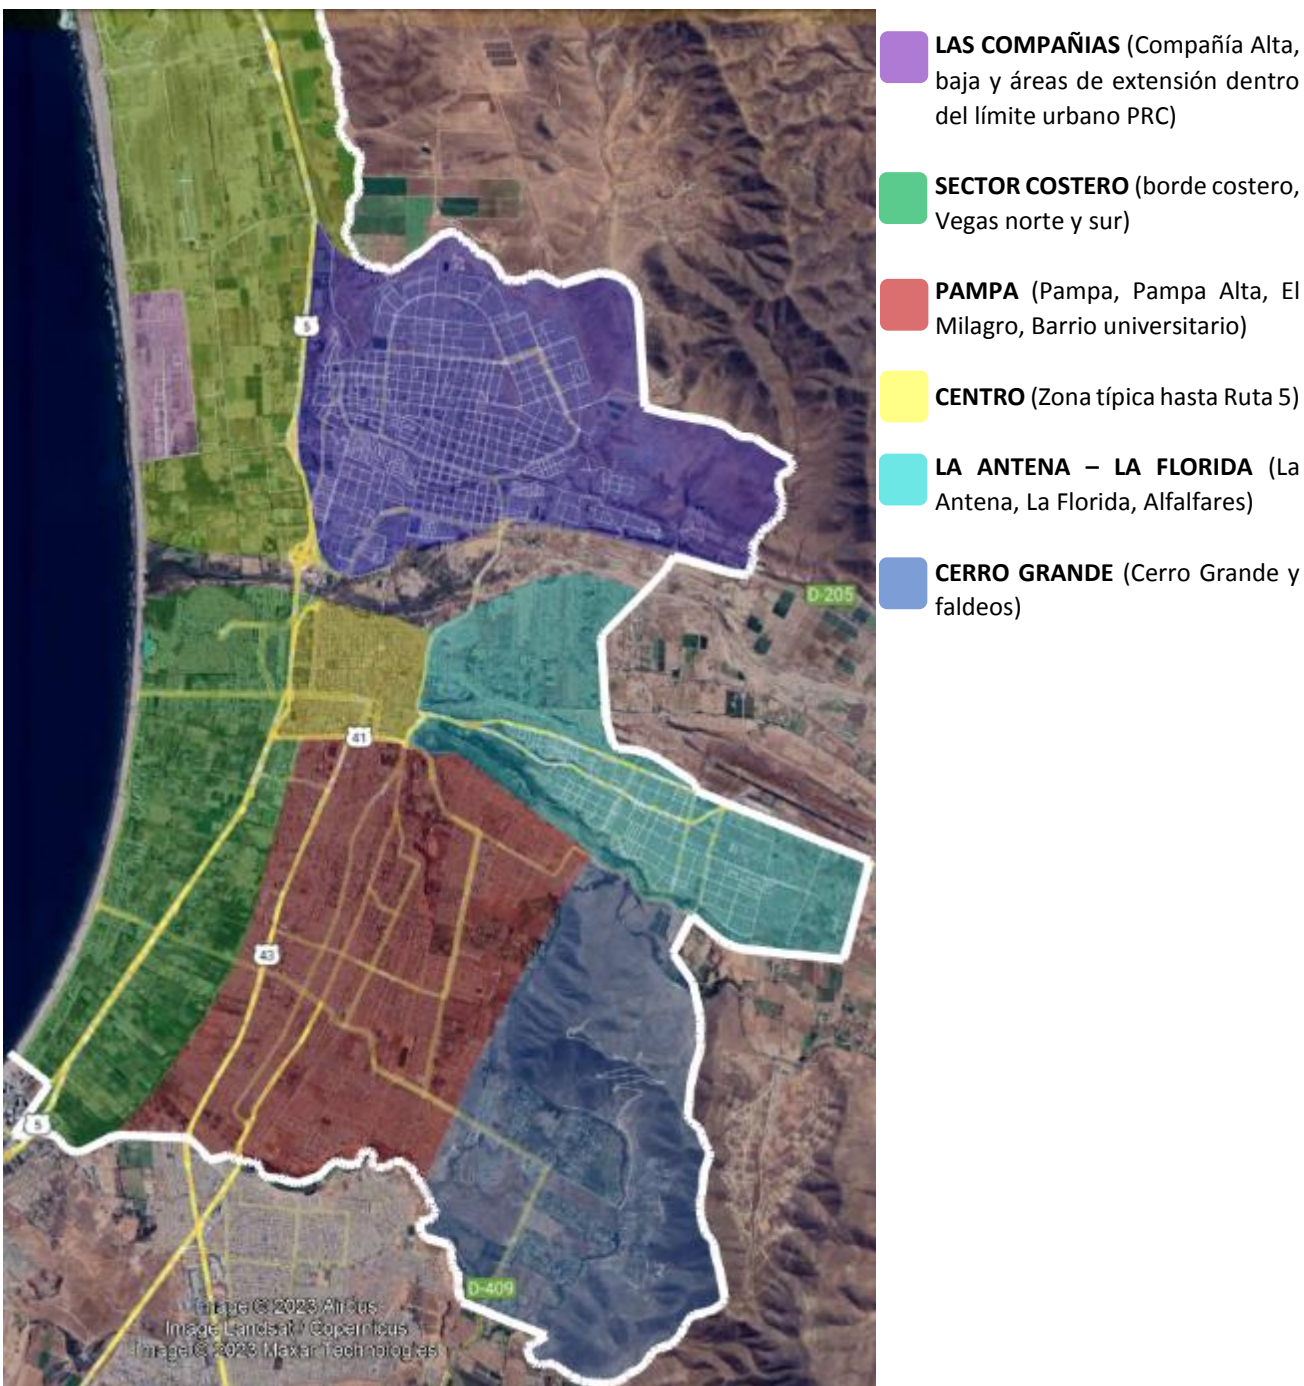 LAS COMPAÑIAS (Compañía Alta,
baja y áreas de extensión dentro
del límite urbano PRC)
SECTOR COSTERO (borde costero,
Vegas norte y sur)
PAMPA (Pampa, Pampa Alta, El
Milagro, Barrio universitario)
CENTRO (Zona típica hasta Ruta 5)
LA ANTENA – LA FLORIDA (La
Antena, La Florida, Alfalfares)
CERRO GRANDE (Cerro Grande y
faldeos)
5
D-205
41
43
5
D-409
Image © 2023 Airbus
Image Landsat / Copernicus
Image © 2023 Maxar Technologies